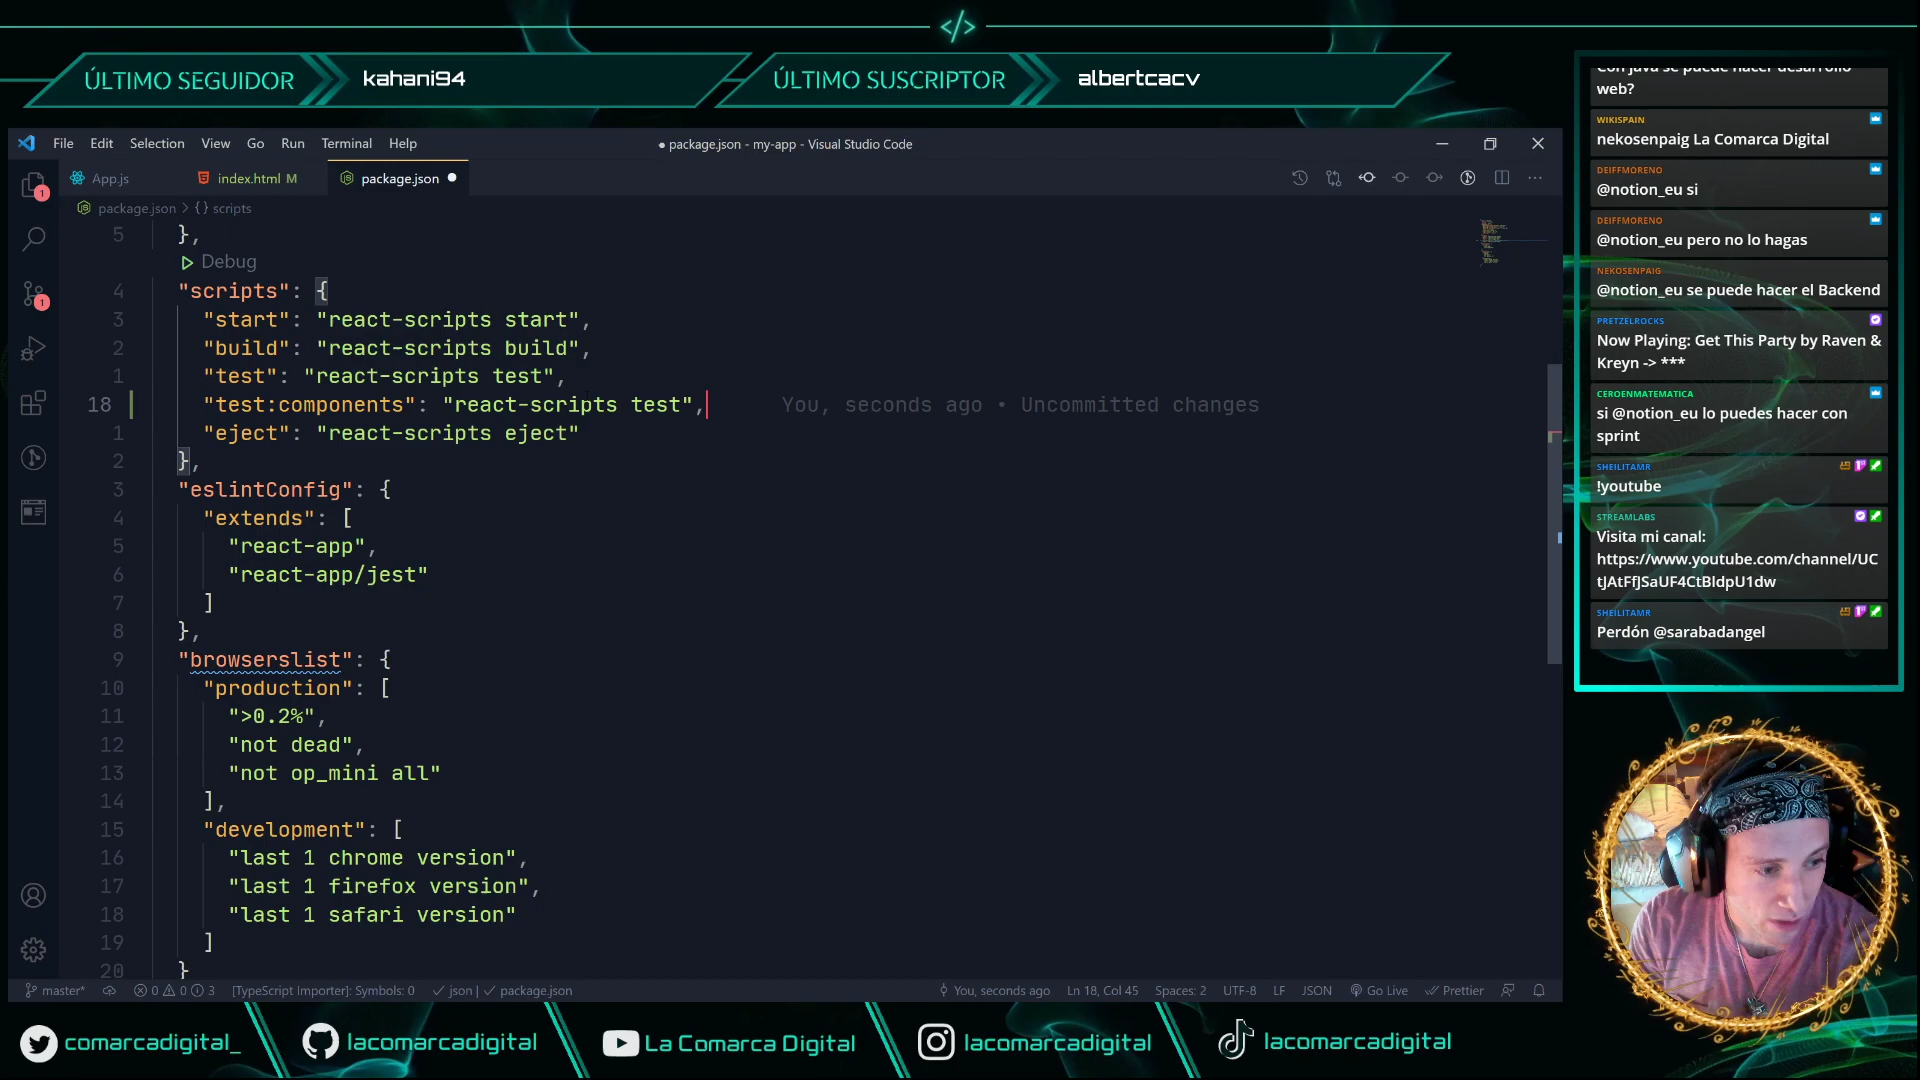 </>
ÚLTIMO SEGUIDOR kahani94 ÚLTIMO SUSCRIPTOR albertcacv
File Edit Selection View Go Run Terminal Help ● package.json - my-app - Visual Studio Code
App.js index.html M package.json
package.json > {} scripts
5 },
Debug
4 "scripts": {
3 "start": "react-scripts start",
2 "build": "react-scripts build",
1 "test": "react-scripts test",
18 "test:components": "react-scripts test", You, seconds ago • Uncommitted changes
1 "eject": "react-scripts eject"
2 },
3 "eslintConfig": {
4 "extends": [
5 "react-app",
6 "react-app/jest"
7 ]
8 },
9 "browserslist": {
10 "production": [
11 ">0.2%",
12 "not dead",
13 "not op_mini all"
14 ],
15 "development": [
16 "last 1 chrome version",
17 "last 1 firefox version",
18 "last 1 safari version"
19 ]
20 }
1
1
master* 0 0 3 [TypeScript Importer]: Symbols: 0 json | package.json You, seconds ago Ln 18, Col 45 Spaces: 2 UTF-8 LF JSON Go Live Prettier
Con java se puede hacer desarrollo
web?
WIKISPAIN
nekosenpaig La Comarca Digital
DEIFFMORENO
@notion_eu si
DEIFFMORENO
@notion_eu pero no lo hagas
NEKOSENPAIG
@notion_eu se puede hacer el Backend
PRETZELROCKS
Now Playing: Get This Party by Raven &
Kreyn -> ***
CEROENMATEMATICA
si @notion_eu lo puedes hacer con
sprint
SHEILITAMR
!youtube
STREAMLABS
Visita mi canal:
https://www.youtube.com/channel/UC
SHEILITAMR
Perdón @sarabadangel
comarcadigital_ lacomarcadigital La Comarca Digital lacomarcadigital lacomarcadigital